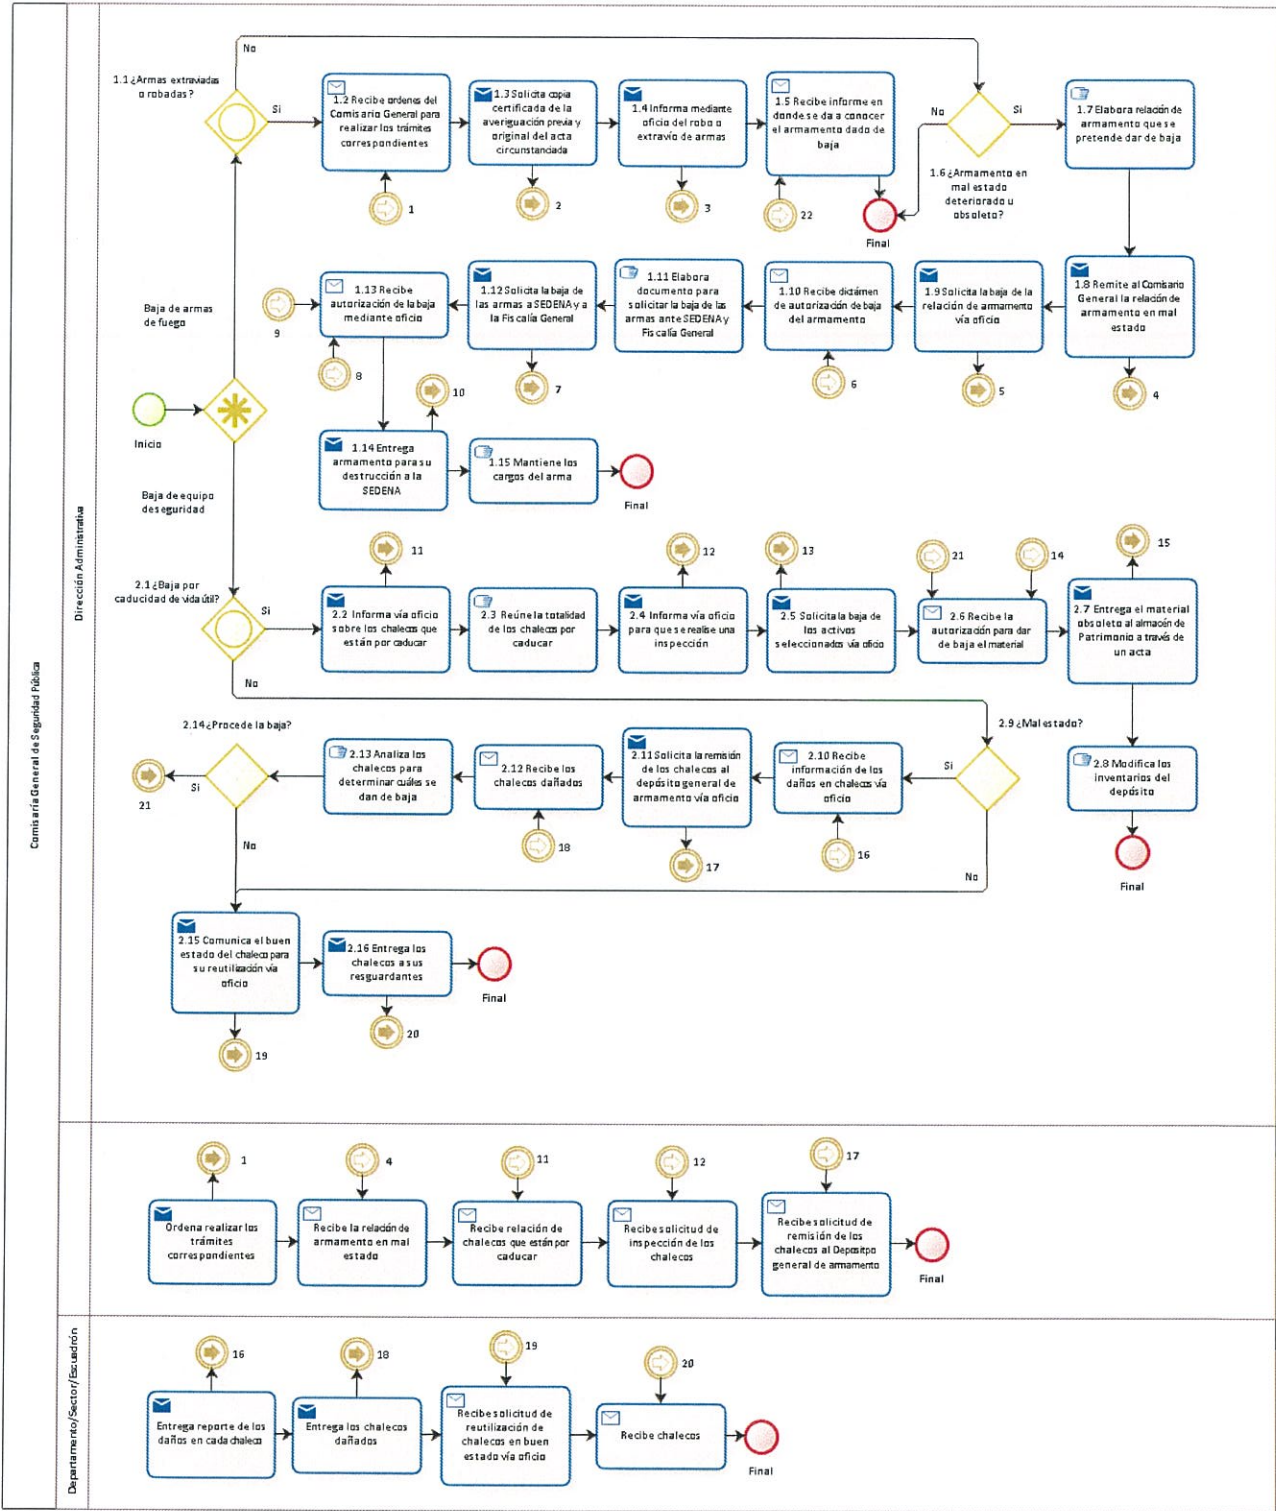 Comisaría General de Seguridad Pública
Dirección Administrativa
No
1.1 ¿Armas extraviadas
o robadas?
Si
1.2 Recibe ordenes del
Comisario General para
realizar los trámites
correspondientes
1
1.3 Solicita copia
certificada de la
averiguación previa y
original del acta
circunstanciada
2
1.4 Informa mediante
oficio del robo o
extravío de armas
3
1.5 Recibe informe en
donde se da a conocer
el armamento dado de
baja
22
Final
No
Si
1.6 ¿Armamento en
mal estado
deteriorado u
obsoleto?
1.7 Elabora relación de
armamento que se
pretende dar de baja
1.8 Remite al Comisario
General la relación de
armamento en mal
estado
4
1.9 Solicita la baja de la
relación de armamento
vía oficio
5
1.10 Recibe dictámen
de autorización de baja
del armamento
6
1.11 Elabora
documento para
solicitar la baja de las
armas ante SEDENA y
Fiscalía General
1.12 Solicita la baja de
las armas a SEDENA y a
la Fiscalía General
7
1.13 Recibe
autorización de la baja
mediante oficio
9
8
Baja de armas
de fuego
10
1.14 Entrega
armamento para su
destrucción a la
SEDENA
1.15 Mantiene los
cargos del arma
Final
Inicio
Baja de equipo
de seguridad
2.1 ¿Baja por
caducidad de vida útil?
Si
11
2.2 Informa vía oficio
sobre los chalecos que
están por caducar
2.3 Reúne la totalidad
de los chalecos por
caducar
12
2.4 Informa vía oficio
para que se realise una
inspección
13
2.5 Solicita la baja de
los activos
seleccionados vía oficio
21
14
2.6 Recibe la
autorización para dar
de baja el material
15
2.7 Entrega el material
obsoleto al almacén de
Patrimonio a través de
un acta
No
2.8 Modifica los
inventarios del
depósito
Final
2.9 ¿Mal estado?
Si
No
2.10 Recibe
información de los
daños en chalecos vía
oficio
16
2.11 Solicita la remisión
de los chalecos al
depósito general de
armamento vía oficio
17
2.12 Recibe los
chalecos dañados
18
2.13 Analiza los
chalecos para
determinar cuáles se
dan de baja
2.14 ¿Procede la baja?
Si
21
No
2.15 Comunica el buen
estado del chaleco para
su reutilización vía
oficio
19
2.16 Entrega los
chalecos a sus
resguardantes
20
Final
1
Ordena realizar los
trámites
correspondientes
4
Recibe la relación de
armamento en mal
estado
11
Recibe relación de
chalecos que están por
caducar
12
Recibe solicitud de
inspección de los
chalecos
17
Recibe solicitud de
remisión de los
chalecos al Depositpo
general de armamento
Final
Departamento/Sector/Escuadrón
16
Entrega reporte de los
daños en cada chaleco
18
Entrega los chalecos
dañados
19
Recibe solicitud de
reutilización de
chalecos en buen
estado vía oficio
20
Recibe chalecos
Final